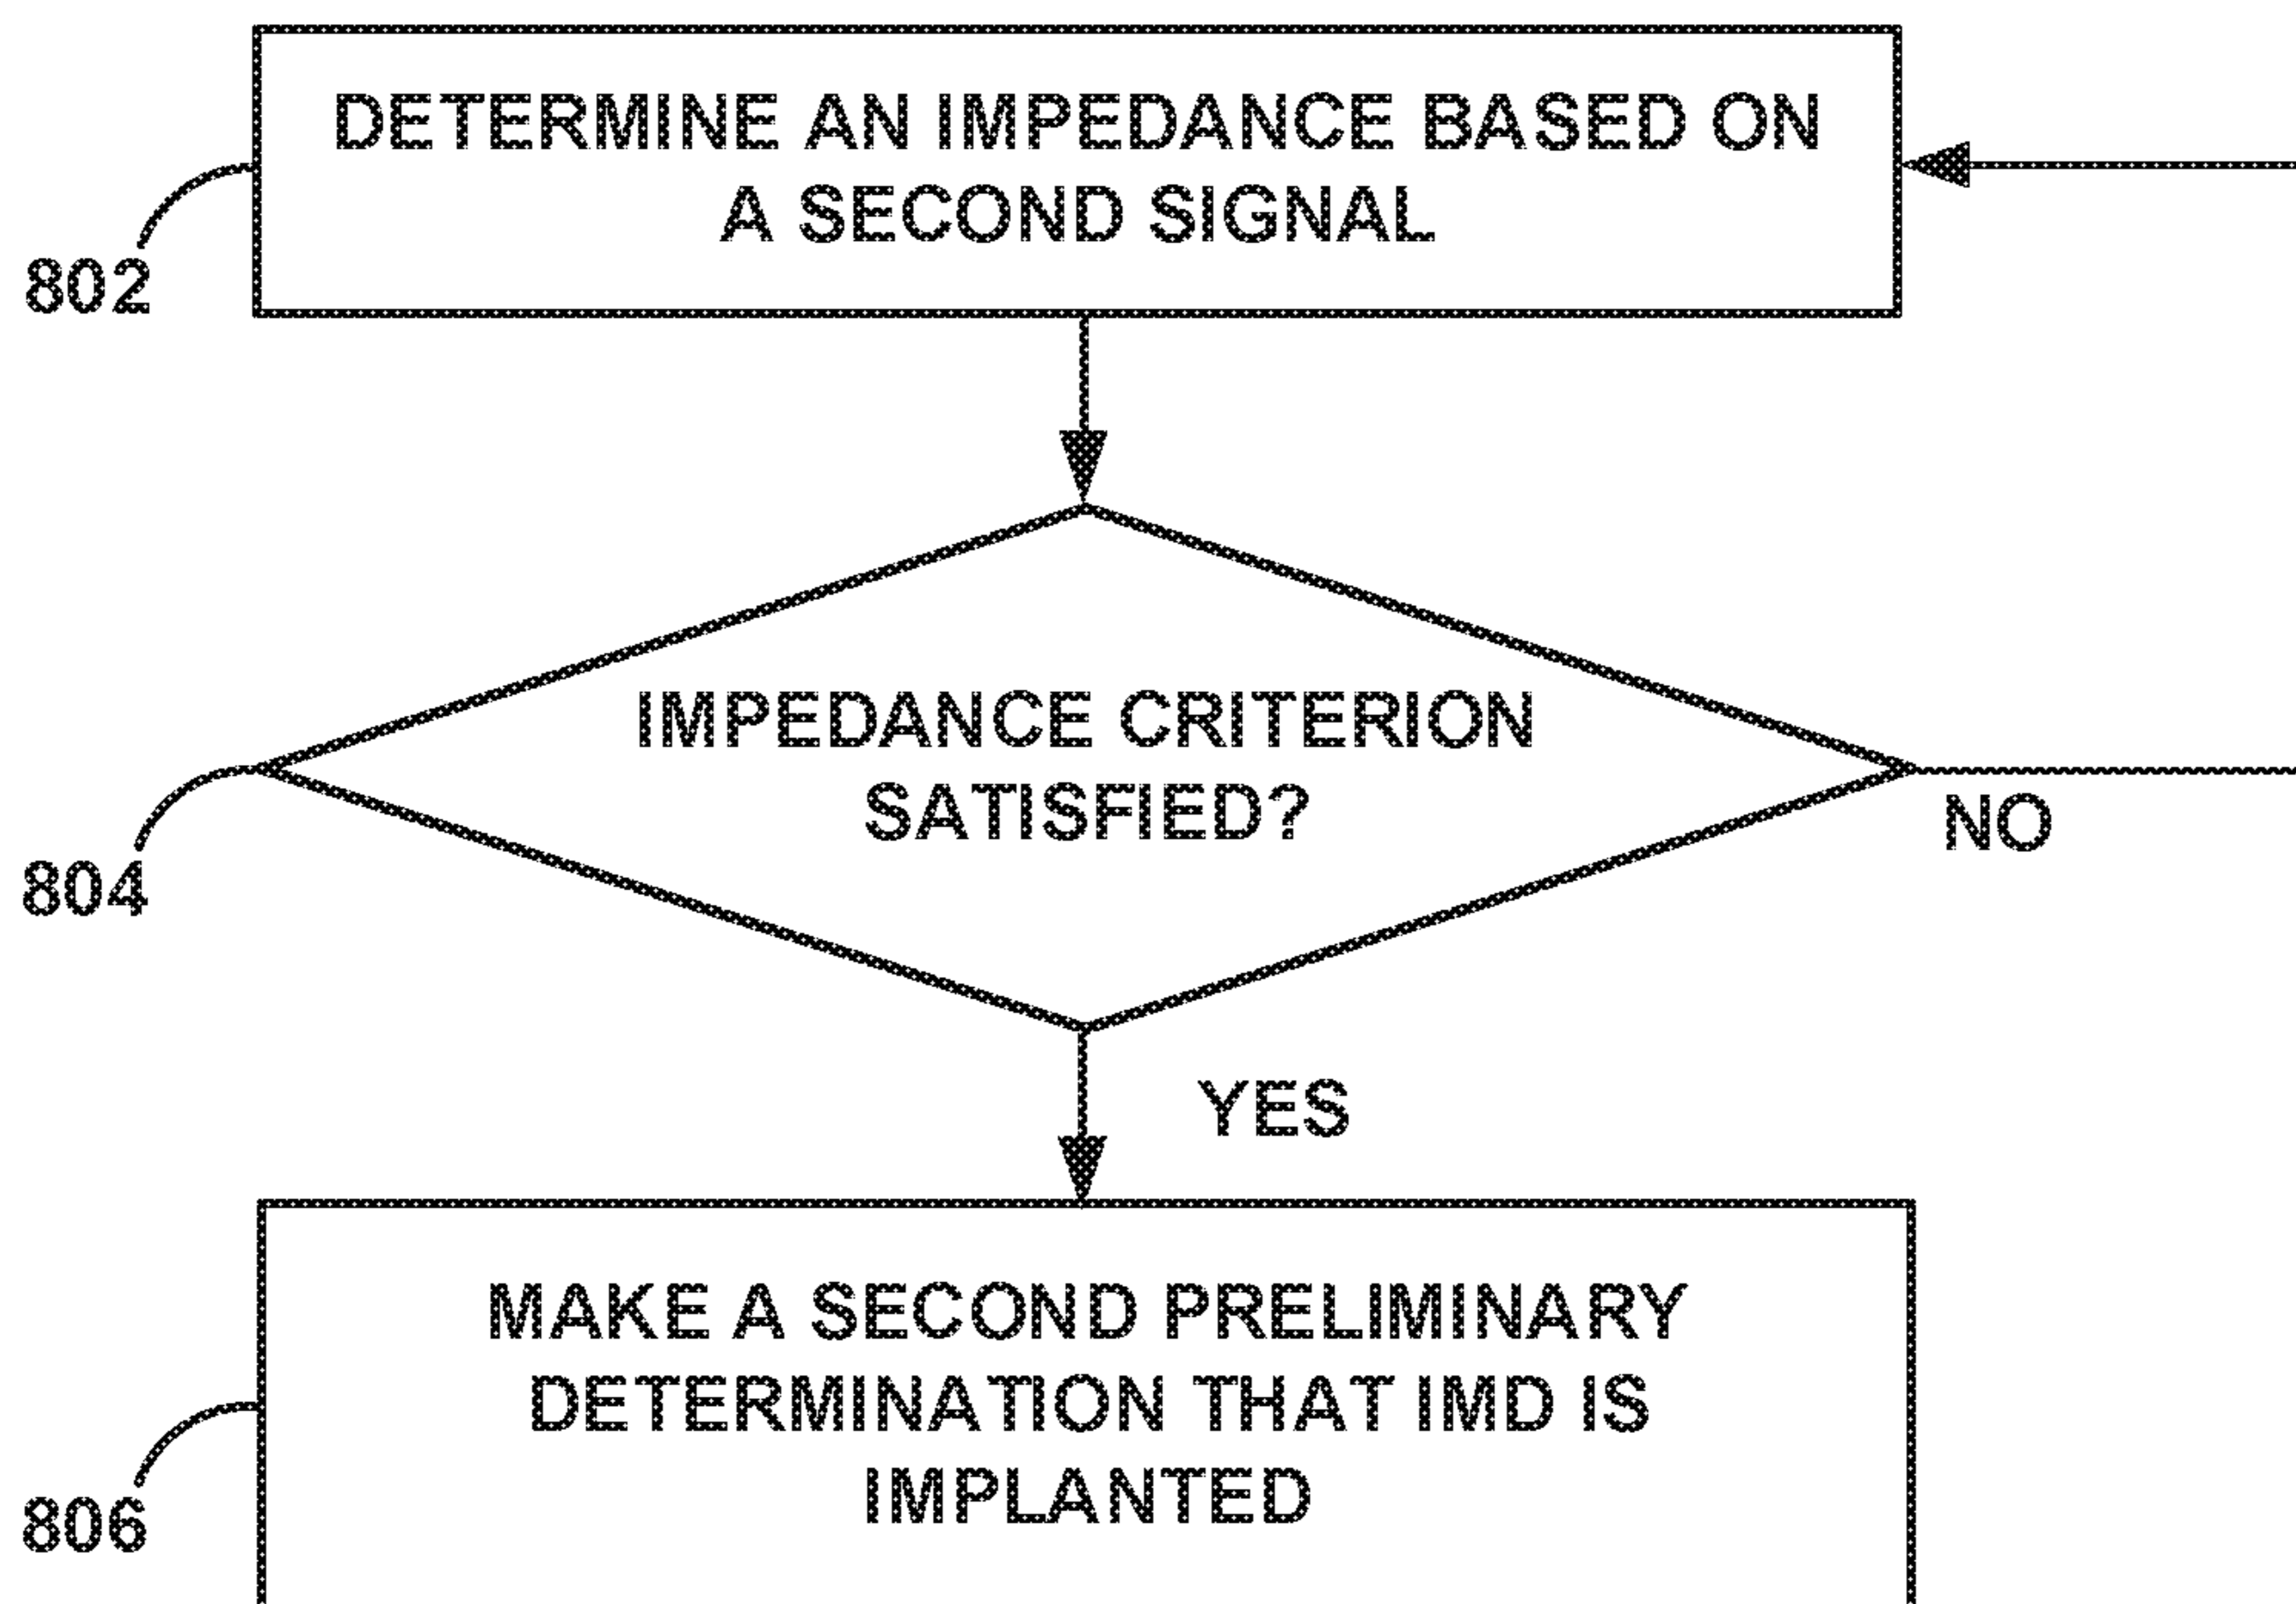 DETERMINE AN IMPEDANCE BASED ON
A SECOND SIGNAL
802
IMPEDANCE CRITERION
SATISFIED?
804
NO
YES
MAKE A SECOND PRELIMINARY
DETERMINATION THAT IMD IS
IMPLANTED
806